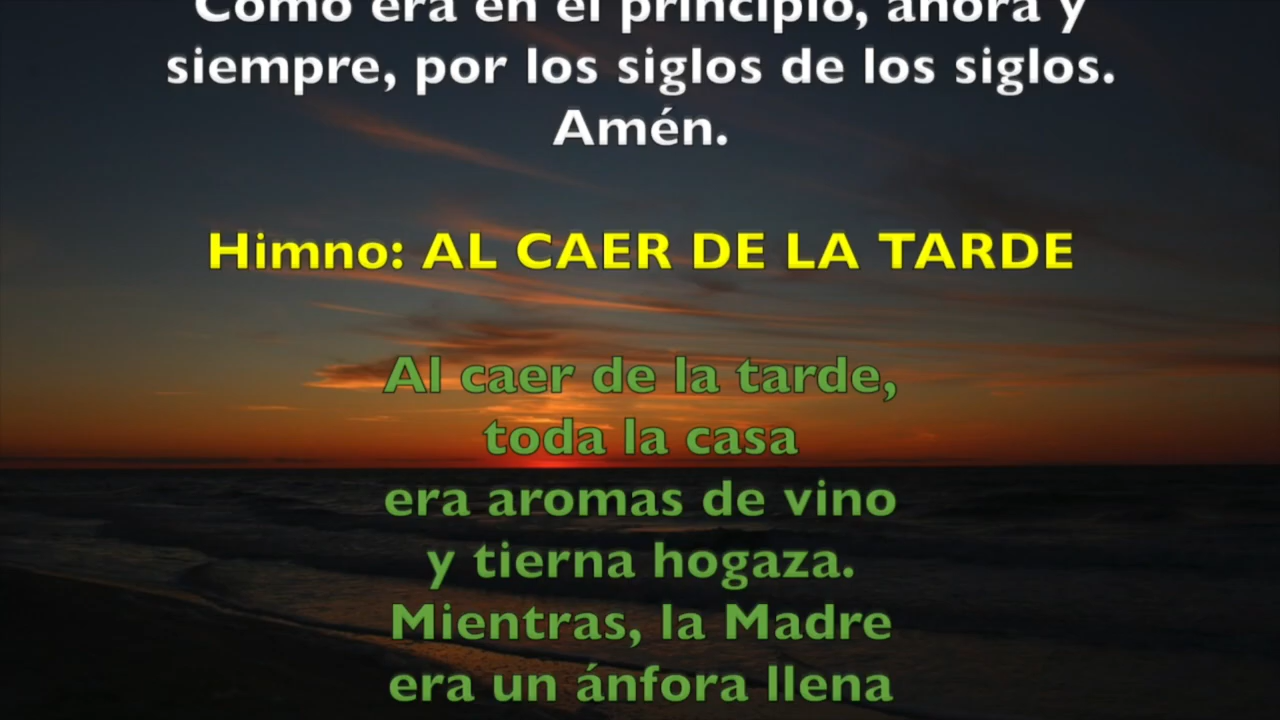 Como era en el principio, ahora y
siempre, por los siglos de los siglos.
Amén.
Himno: AL CAER DE LA TARDE
Al caer de la tarde,
toda la casa
era aromas de vino
y tierna hogaza.
Mientras, la Madre
era un ánfora llena